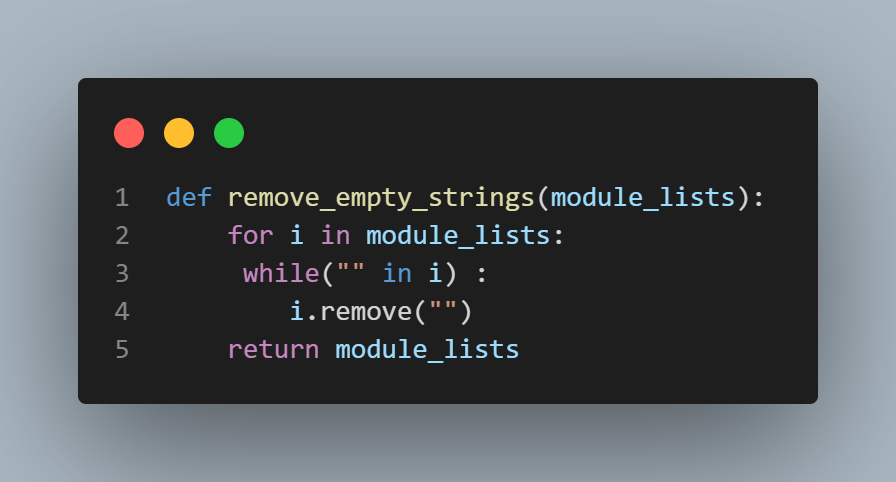 1 def remove_empty_strings(module_lists):
2     for i in module_lists:
3      while("" in i) :
4         i.remove("")
5     return module_lists